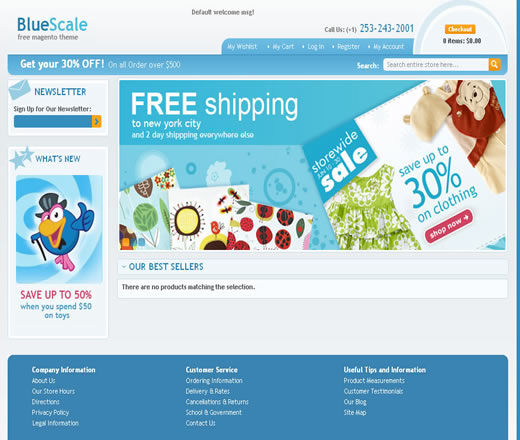 Default welcome msg!
BlueScale
free magento theme
Call Us: (+1) 253-243-2001
Checkout
0 Items: $0.00
My Wishlist My Cart Log In Register My Account
Get your 30% OFF! On all Order over $500
Search: Search entire store here...
NEWSLETTER
Sign Up for Our Newsletter:
WHAT'S NEW
SAVE UP TO 50%
when you spend $50
on toys
FREE shipping
to new york city
and 2 day shippping everywhere else
storewide
sale
save up to
30%
on clothing
shop now
OUR BEST SELLERS
There are no products matching the selection.
Company Information
About Us
Our Store Hours
Directions
Privacy Policy
Legal Information
Customer Service
Ordering Information
Delivery & Rates
Cancellations & Returns
School & Government
Contact Us
Useful Tips and Information
Product Measurements
Customer Testimonials
Our Blog
Site Map